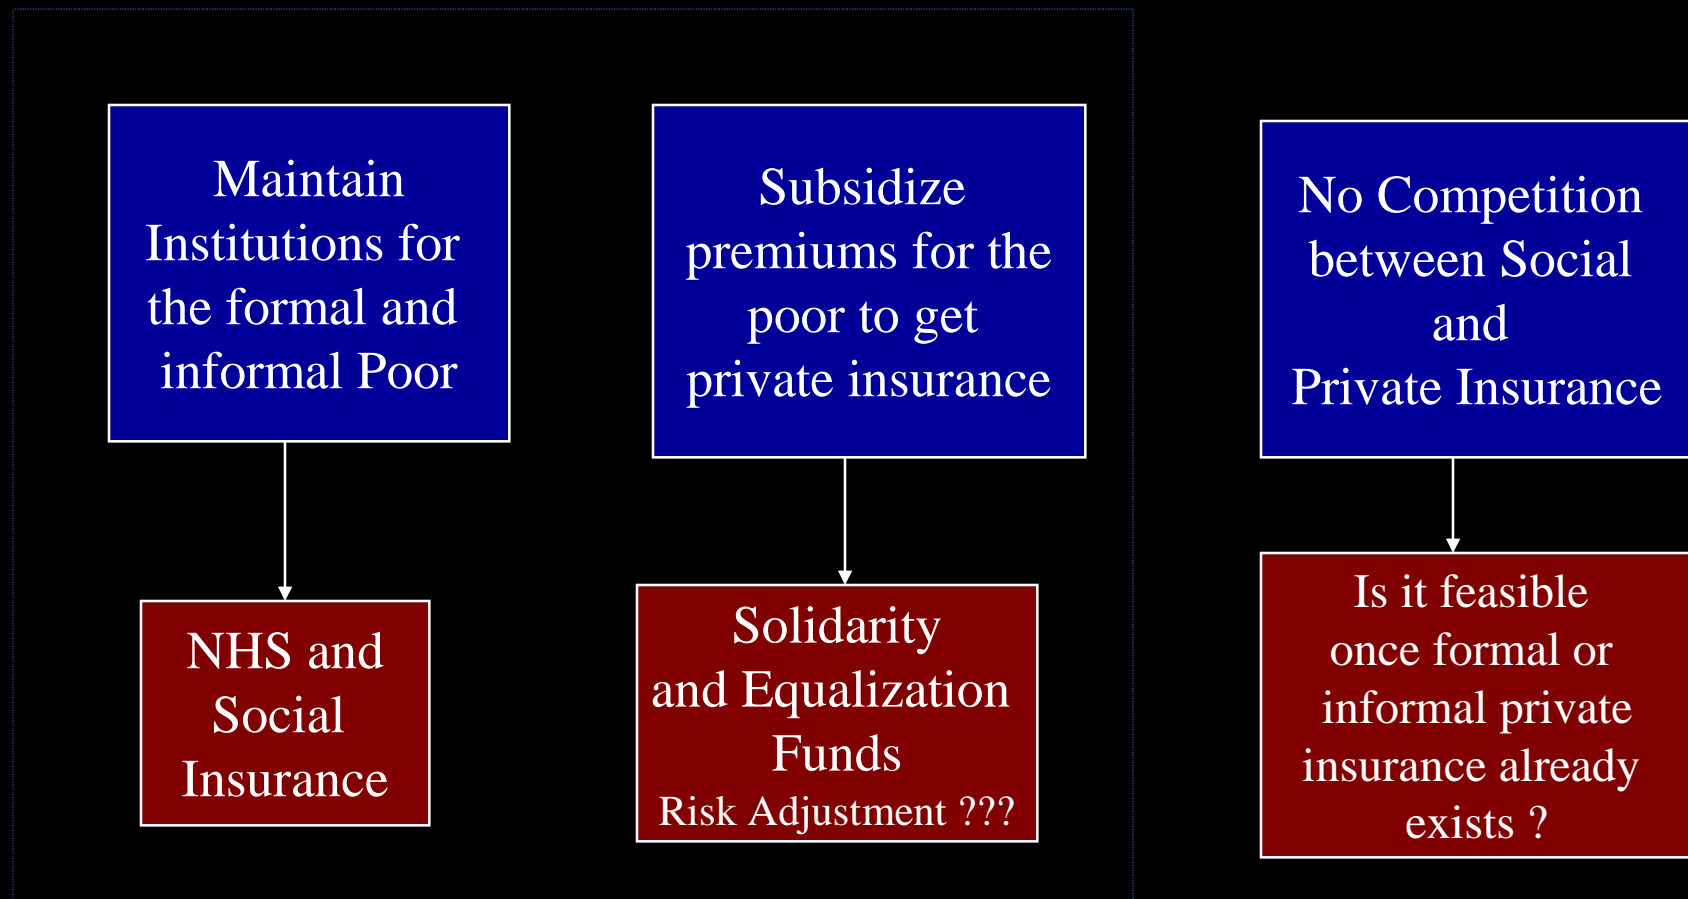 Maintain
Institutions for
the formal and
informal Poor
Subsidize
premiums for the
poor to get
private insurance
No Competition
between Social
and
Private Insurance
NHS and
Social
Insurance
Solidarity
and Equalization
Funds
Risk Adjustment ???
Is it feasible
once formal or
informal private
insurance already
exists ?